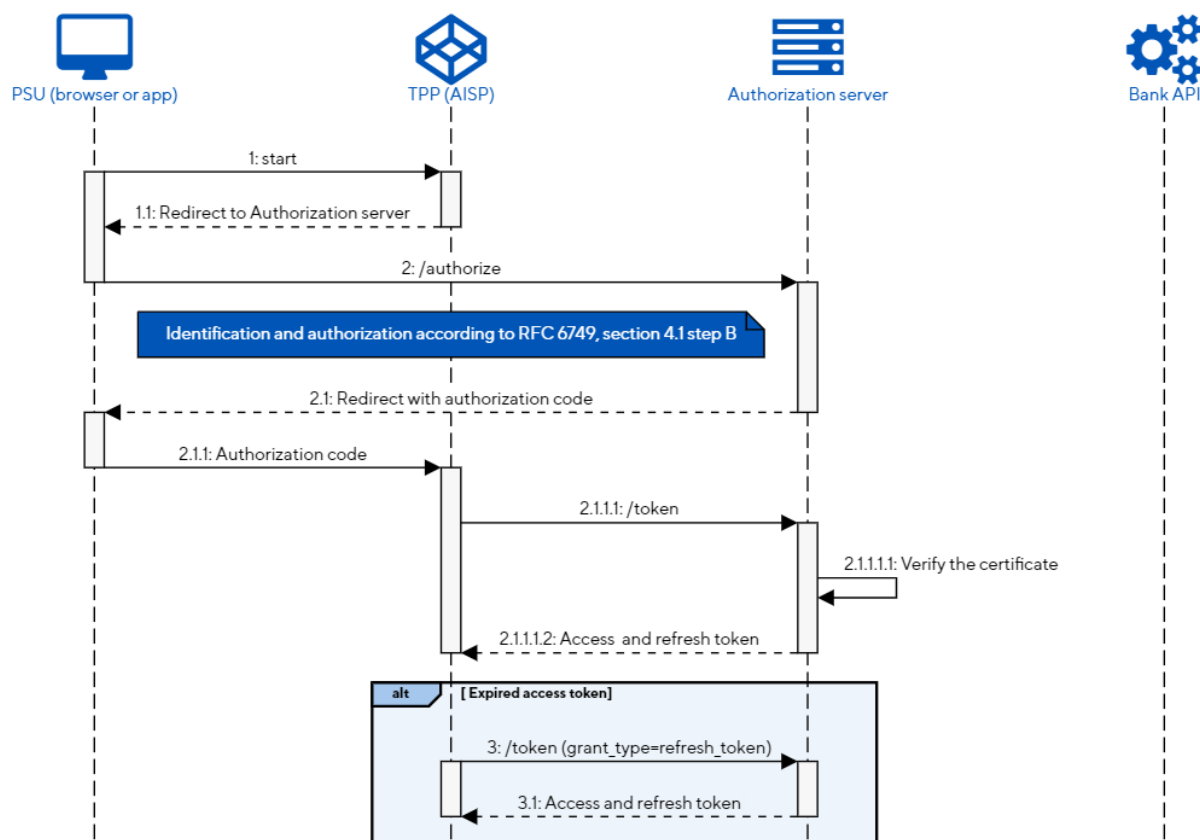 PSU (browser or app)
TPP (AISP)
Authorization server
Bank API
1: start
1.1: Redirect to Authorization server
2: /authorize
Identification and authorization according to RFC 6749, section 4.1 step B
2.1: Redirect with authorization code
2.1.1: Authorization code
2.1.1.1: /token
2.1.1.1.1: Verify the certificate
2.1.1.1.2: Access and refresh token
alt
[ Expired access token]
3: /token (grant_type=refresh_token)
3.1: Access and refresh token